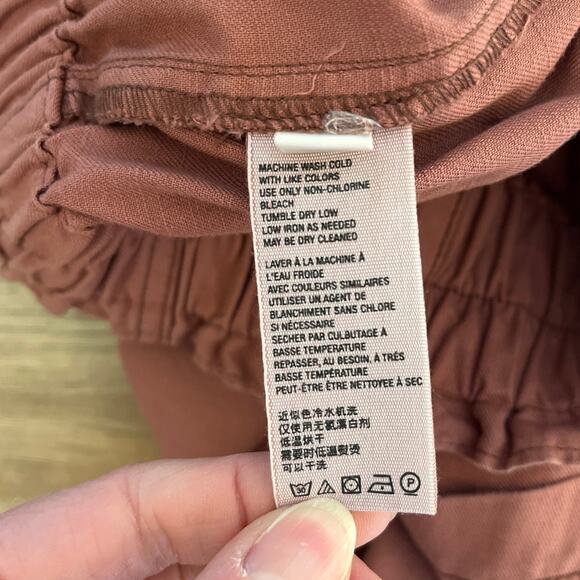 MACHINE WASH COLD
WITH LIKE COLORS
USE ONLY NON-CHLORINE
BLEACH
TUMBLE DRY LOW
LOW IRON AS NEEDED
MAY BE DRY CLEANED
LAVER À LA MACHINE À
L'EAU FROIDE
AVEC COULEURS SIMILAIRES
UTILISER UN AGENT DE
BLANCHIMENT SANS CHLORE
SI NÉCESSAIRE
SECHER PAR CULBUTAGE À
BASSE TEMPERATURE
REPASSER, AU BESOIN, À TRÈS
BASSE TEMPÉRATURE
PEUT-ÊTRE ÊTRE NETTOYEE À SEC
近似色冷水机洗
仅使用无氯漂白剂
低温烘干
需要时低温熨烫
可以干洗
30 P